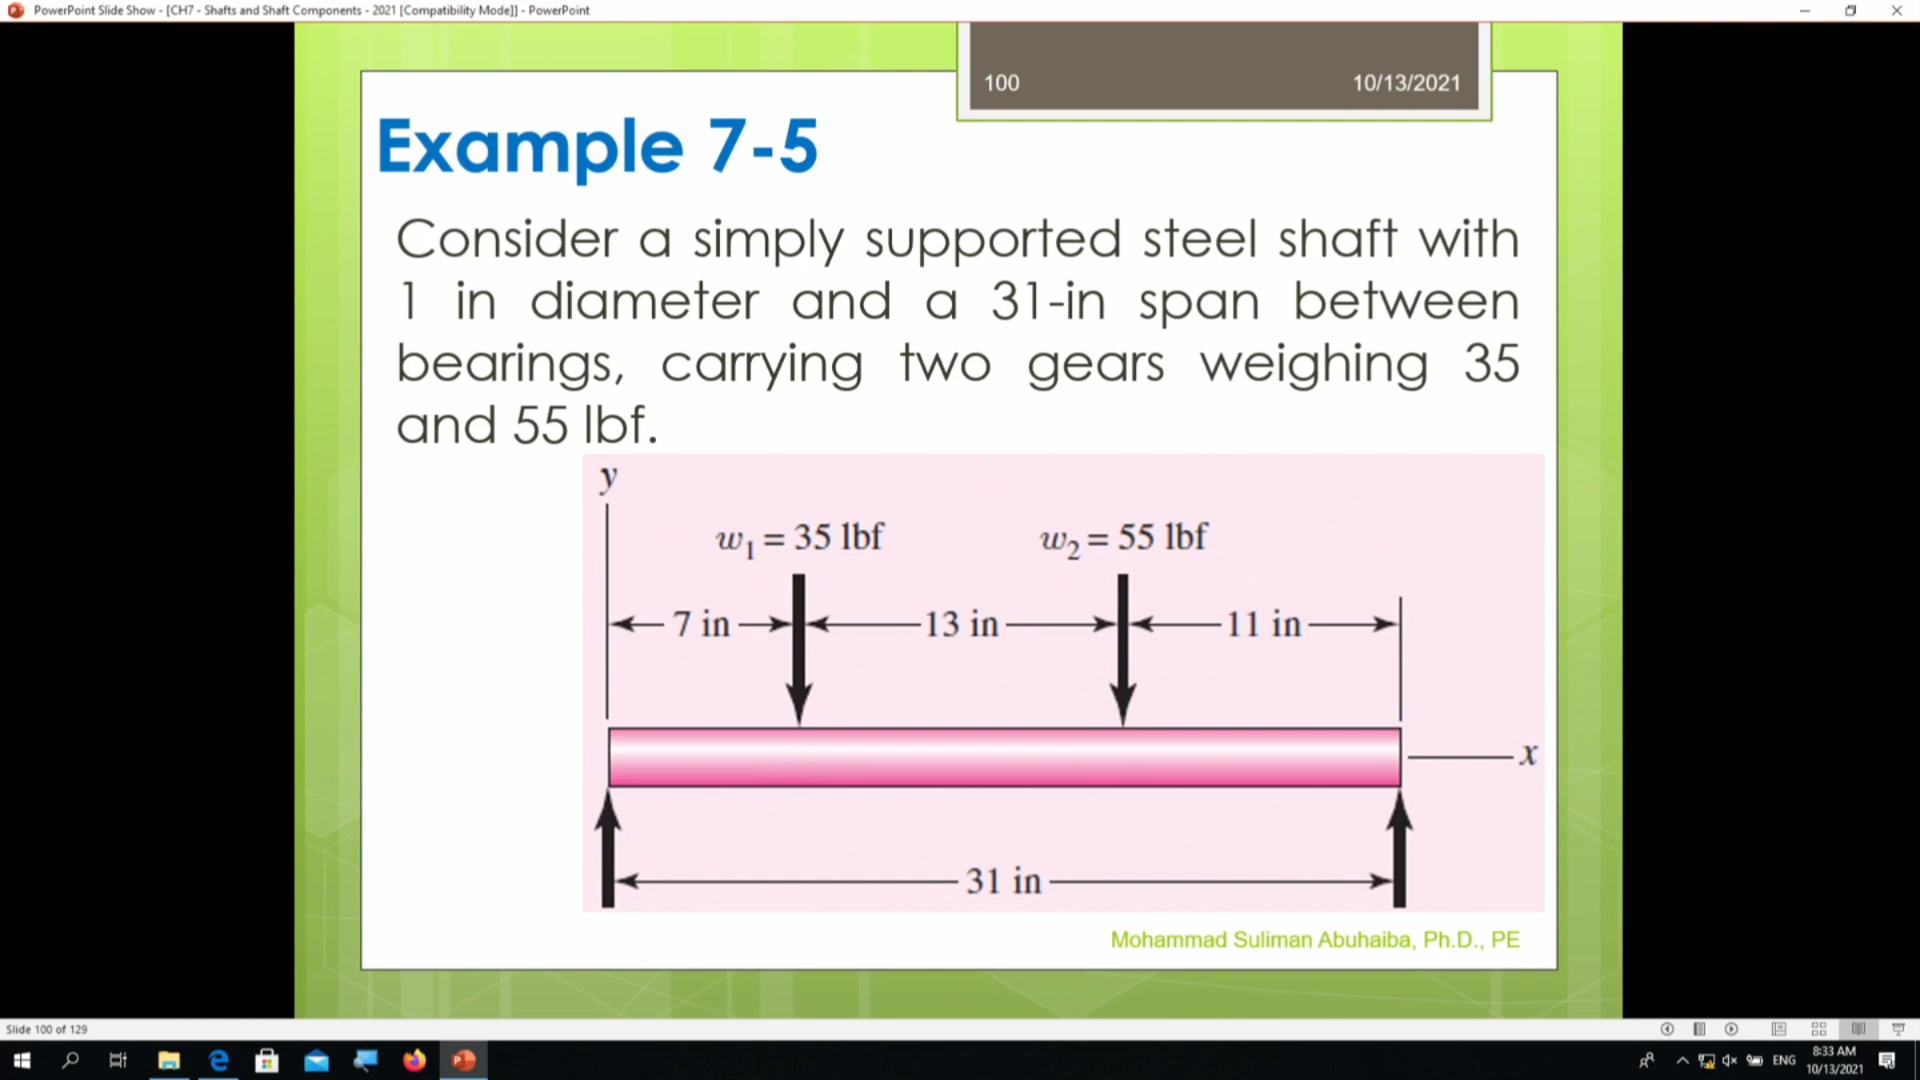 PowerPoint Slide Show - [CH7 - Shafts and Shaft Components - 2021 [Compatibility Mode]] - PowerPoint
100 10/13/2021
Example 7-5
Consider a simply supported steel shaft with
1 in diameter and a 31-in span between
bearings, carrying two gears weighing 35
and 55 lbf.
y
w₁ = 35 lbf w₂ = 55 lbf
7 in 13 in 11 in
x
31 in
Mohammad Suliman Abuhaiba, Ph.D., PE
Slide 100 of 129
ENG
8:33 AM
10/13/2021